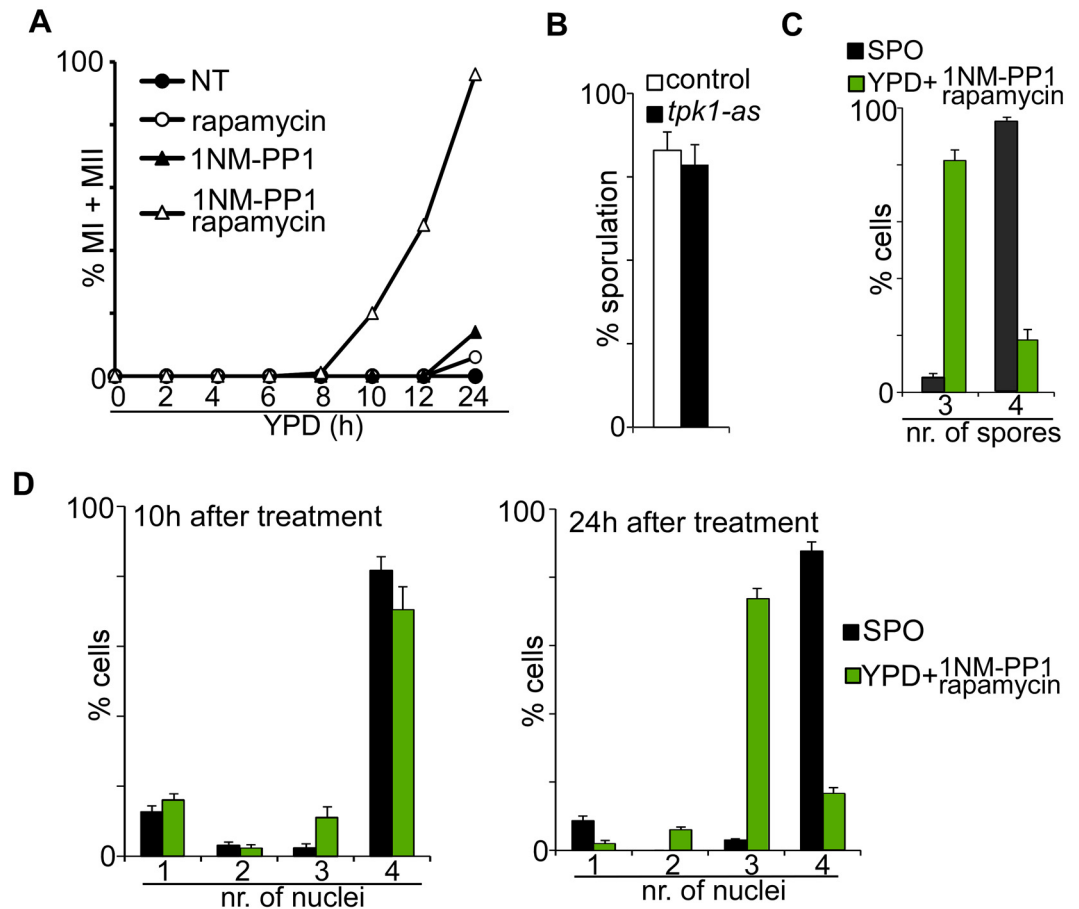 A
100
% MI + MII
NT
rapamycin
1NM-PP1
1NM-PP1
rapamycin
0
0 2 4 6 8 10 12 24
YPD (h)
B
control
tpk1-as
100
% sporulation
0
C
SPO
YPD+ 1NM-PP1
rapamycin
100
% cells
0
3 4
nr. of spores
D
100
10h after treatment
% cells
0
1 2 3 4
nr. of nuclei
100
24h after treatment
% cells
0
1 2 3 4
nr. of nuclei
SPO
YPD+ 1NM-PP1
rapamycin